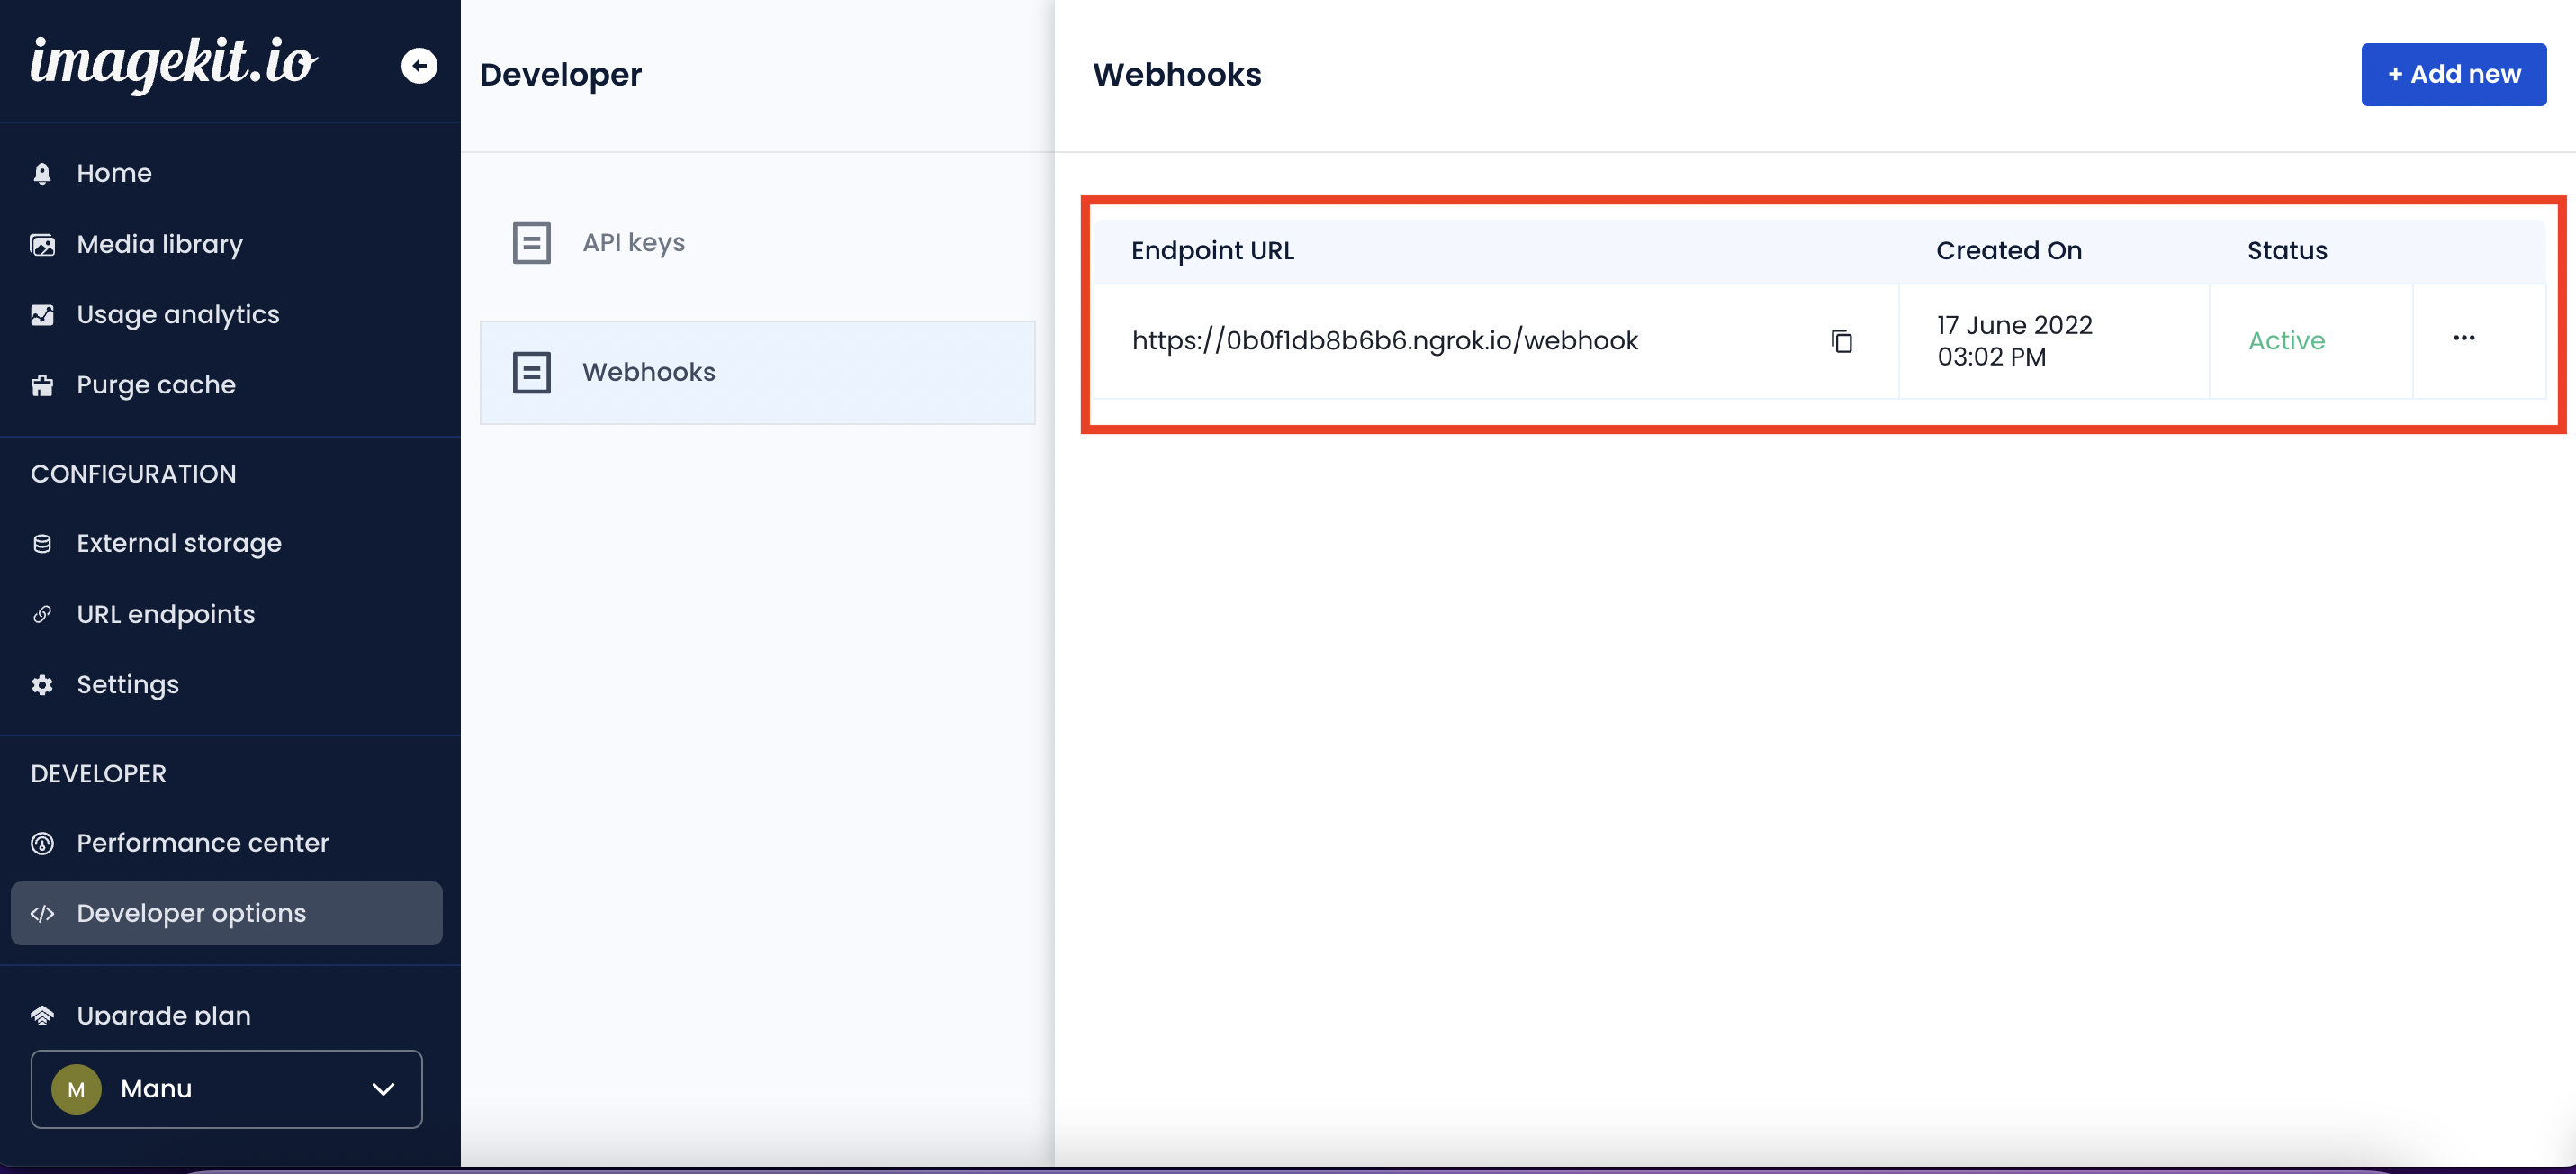 imagekit.io
Home
Media library
Usage analytics
Purge cache
CONFIGURATION
External storage
URL endpoints
Settings
DEVELOPER
Performance center
Developer options
Upgrade plan
M
Manu
Developer
API keys
Webhooks
Webhooks
+ Add new
Endpoint URL Created On Status
https://0b0f1db8b6b6.ngrok.io/webhook 17 June 2022 Active ...
03:02 PM